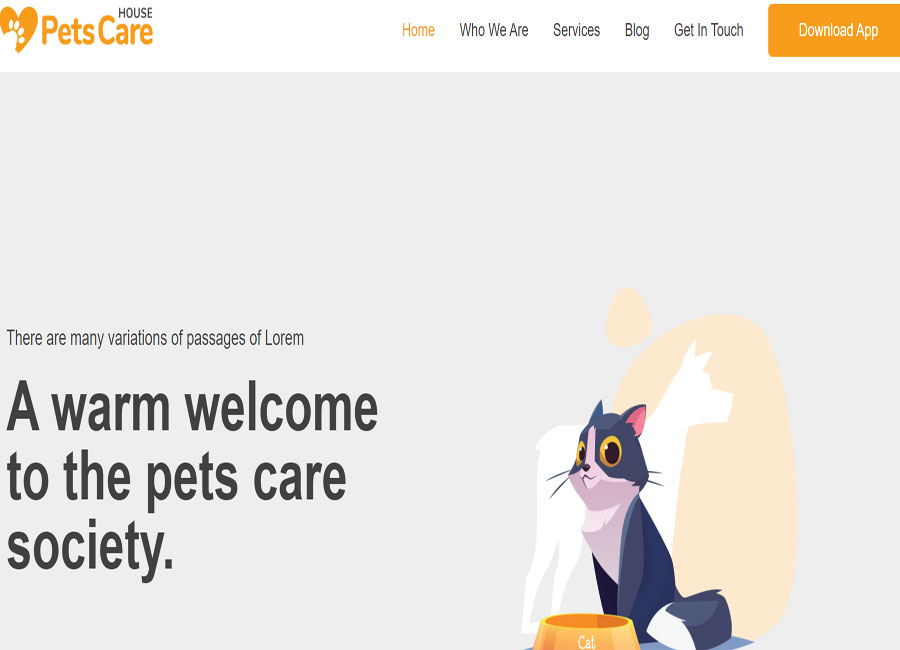 HOUSE
Pets Care
Home Who We Are Services Blog Get In Touch Download App
There are many variations of passages of Lorem
A warm welcome
to the pets care
society.
Cat